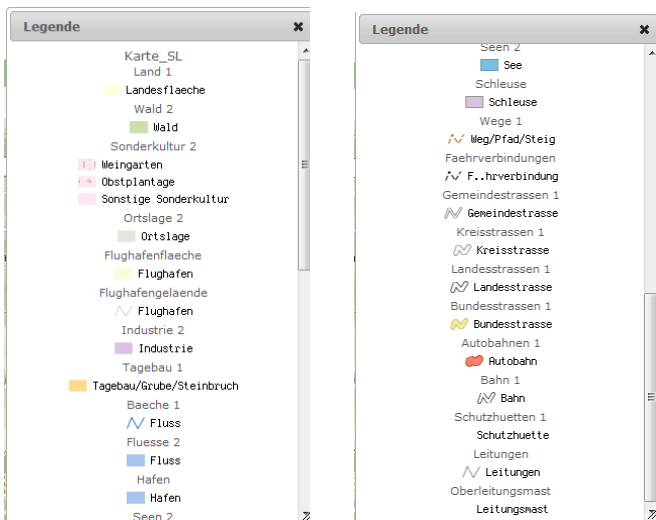 Legende
Karte_SL
Land 1
Landesflaeche
Wald 2
Wald
Sonderkultur 2
Weingarten
Obstplantage
Sonstige Sonderkultur
Ortslage 2
Ortslage
Flughafenflaeche
Flughafen
Flughafengelaende
Flughafen
Industrie 2
Industrie
Tagebau 1
Tagebau/Grube/Steinbruch
Baeche 1
Fluss
Fluesse 2
Fluss
Hafen
Hafen
Seen 2
Legende
Seen 2
See
Schleuse
Schleuse
Wege 1
Weg/Pfad/Steig
Faehrverbindungen
F..hrverbindung
Gemeindestrassen 1
Gemeindestrasse
Kreisstrassen 1
Kreisstrasse
Landesstrassen 1
Landesstrasse
Bundesstrassen 1
Bundesstrasse
Autobahnen 1
Autobahn
Bahn 1
Bahn
Schutzhuetten 1
Schutzhuette
Leitungen
Leitungen
Oberleitungsmast
Leitungsmast